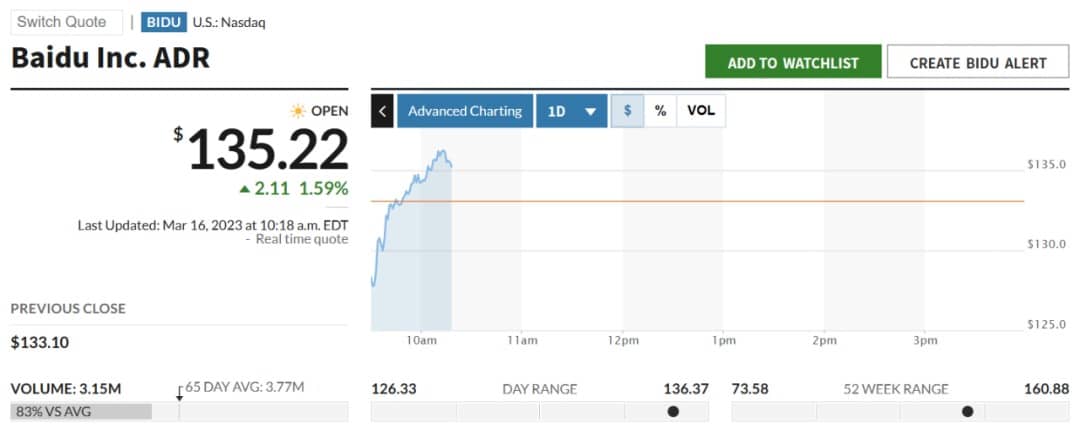 Switch Quote | BIDU U.S.: Nasdaq
Baidu Inc. ADR
ADD TO WATCHLIST
CREATE BIDU ALERT
OPEN
$135.22
2.11 1.59%
Last Updated: Mar 16, 2023 at 10:18 a.m. EDT
- Real time quote
PREVIOUS CLOSE
$133.10
Advanced Charting 1D $ % VOL
$135.0
$130.0
$125.0
10am 11am 12pm 1pm 2pm 3pm
VOLUME: 3.15M 65 DAY AVG: 3.77M
83% VS AVG
126.33 DAY RANGE 136.37
73.58 52 WEEK RANGE 160.88